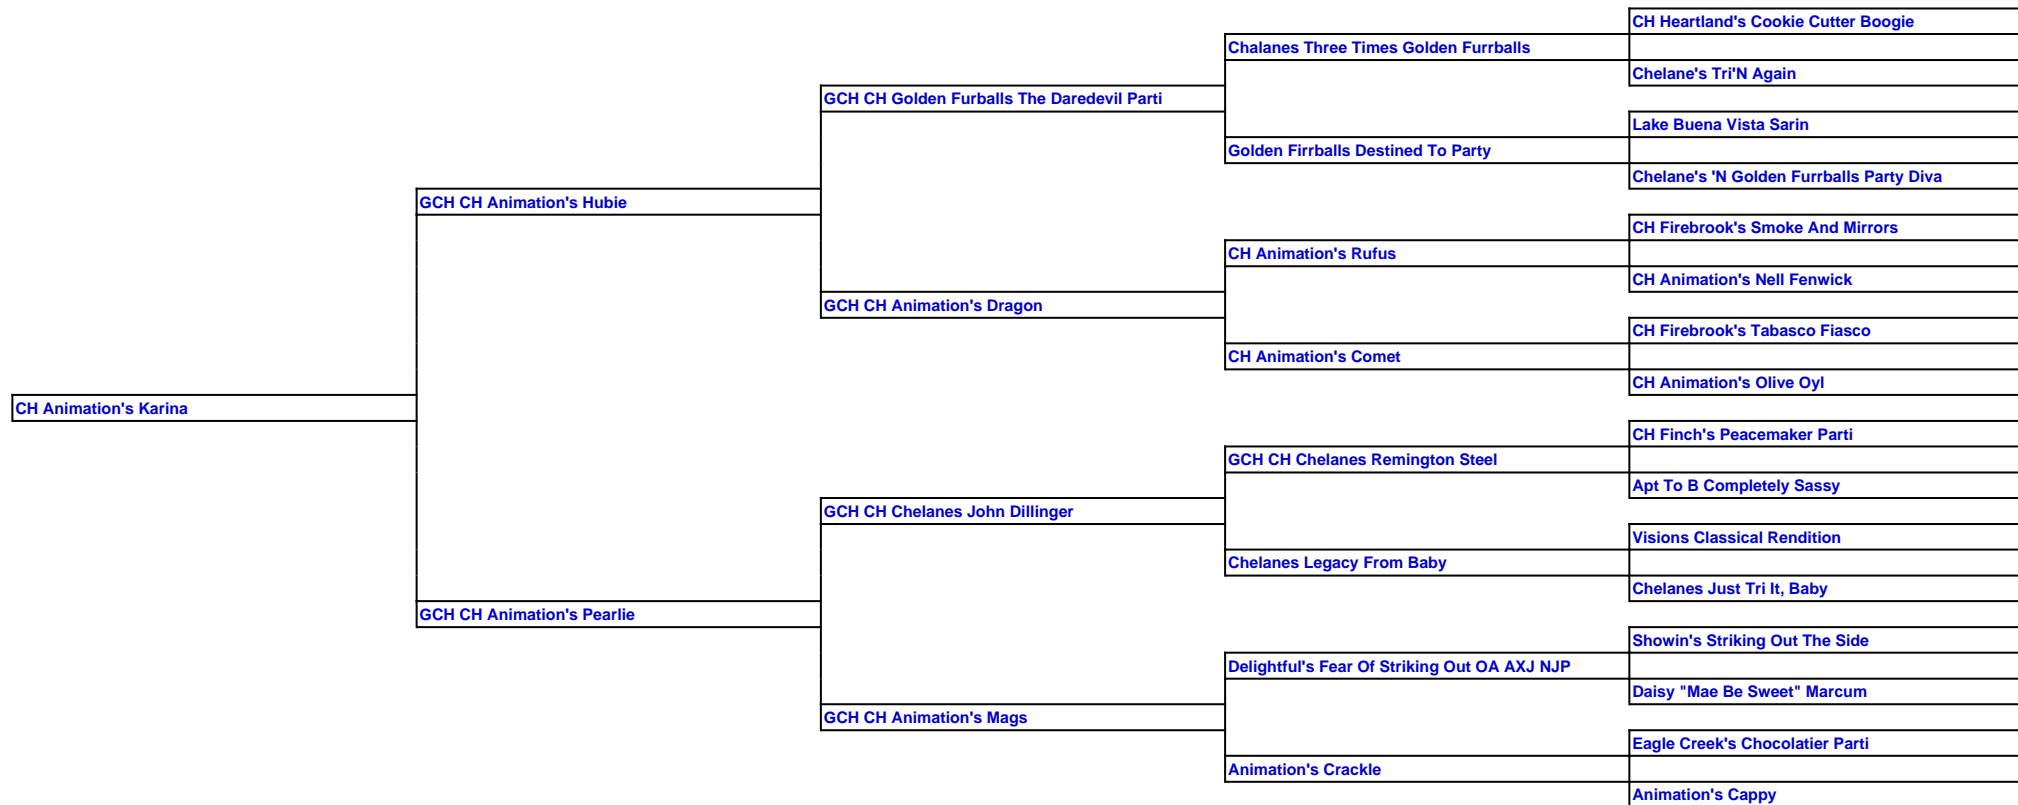 CH Heartland's Cookie Cutter Boogie
Chalanes Three Times Golden Furrballs
Chelane's Tri'N Again
GCH CH Golden Furballs The Daredevil Parti
Lake Buena Vista Sarin
Golden Firrballs Destined To Party
Chelane's 'N Golden Furrballs Party Diva
GCH CH Animation's Hubie
CH Firebrook's Smoke And Mirrors
CH Animation's Rufus
CH Animation's Nell Fenwick
GCH CH Animation's Dragon
CH Firebrook's Tabasco Fiasco
CH Animation's Comet
CH Animation's Olive Oyl
CH Animation's Karina
CH Finch's Peacemaker Parti
GCH CH Chelanes Remington Steel
Apt To B Completely Sassy
GCH CH Chelanes John Dillinger
Visions Classical Rendition
Chelanes Legacy From Baby
Chelanes Just Tri It, Baby
GCH CH Animation's Pearlie
Showin's Striking Out The Side
Delightful's Fear Of Striking Out OA AXJ NJP
Daisy "Mae Be Sweet" Marcum
GCH CH Animation's Mags
Eagle Creek's Chocolatier Parti
Animation's Crackle
Animation's Cappy